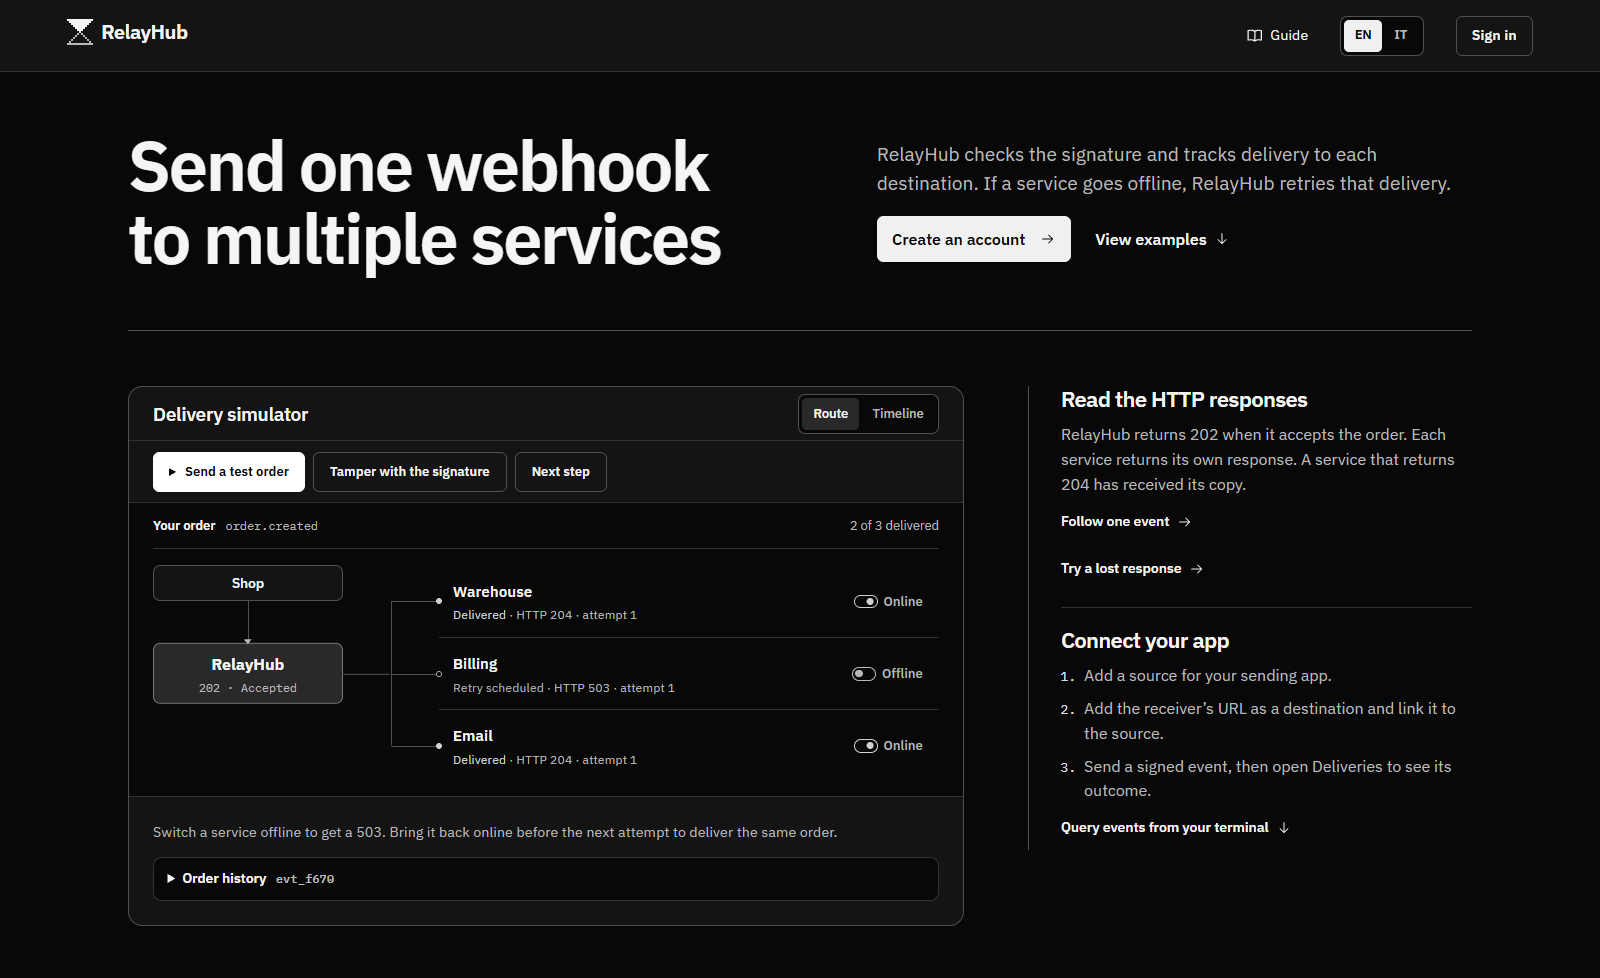 RelayHub
Guide
EN IT
Sign in
Send one webhook
to multiple services
RelayHub checks the signature and tracks delivery to each
destination. If a service goes offline, RelayHub retries that delivery.
Create an account →
View examples ↓
Delivery simulator
Route Timeline
Send a test order
Tamper with the signature
Next step
Your order order.created
2 of 3 delivered
Shop
RelayHub
202 · Accepted
Warehouse
Delivered · HTTP 204 · attempt 1
Online
Billing
Retry scheduled · HTTP 503 · attempt 1
Offline
Email
Delivered · HTTP 204 · attempt 1
Online
Switch a service offline to get a 503. Bring it back online before the next attempt to deliver the same order.
Order history evt_f670
Read the HTTP responses
RelayHub returns 202 when it accepts the order. Each
service returns its own response. A service that returns
204 has received its copy.
Follow one event →
Try a lost response →
Connect your app
1. Add a source for your sending app.
2. Add the receiver’s URL as a destination and link it to
the source.
3. Send a signed event, then open Deliveries to see its
outcome.
Query events from your terminal ↓